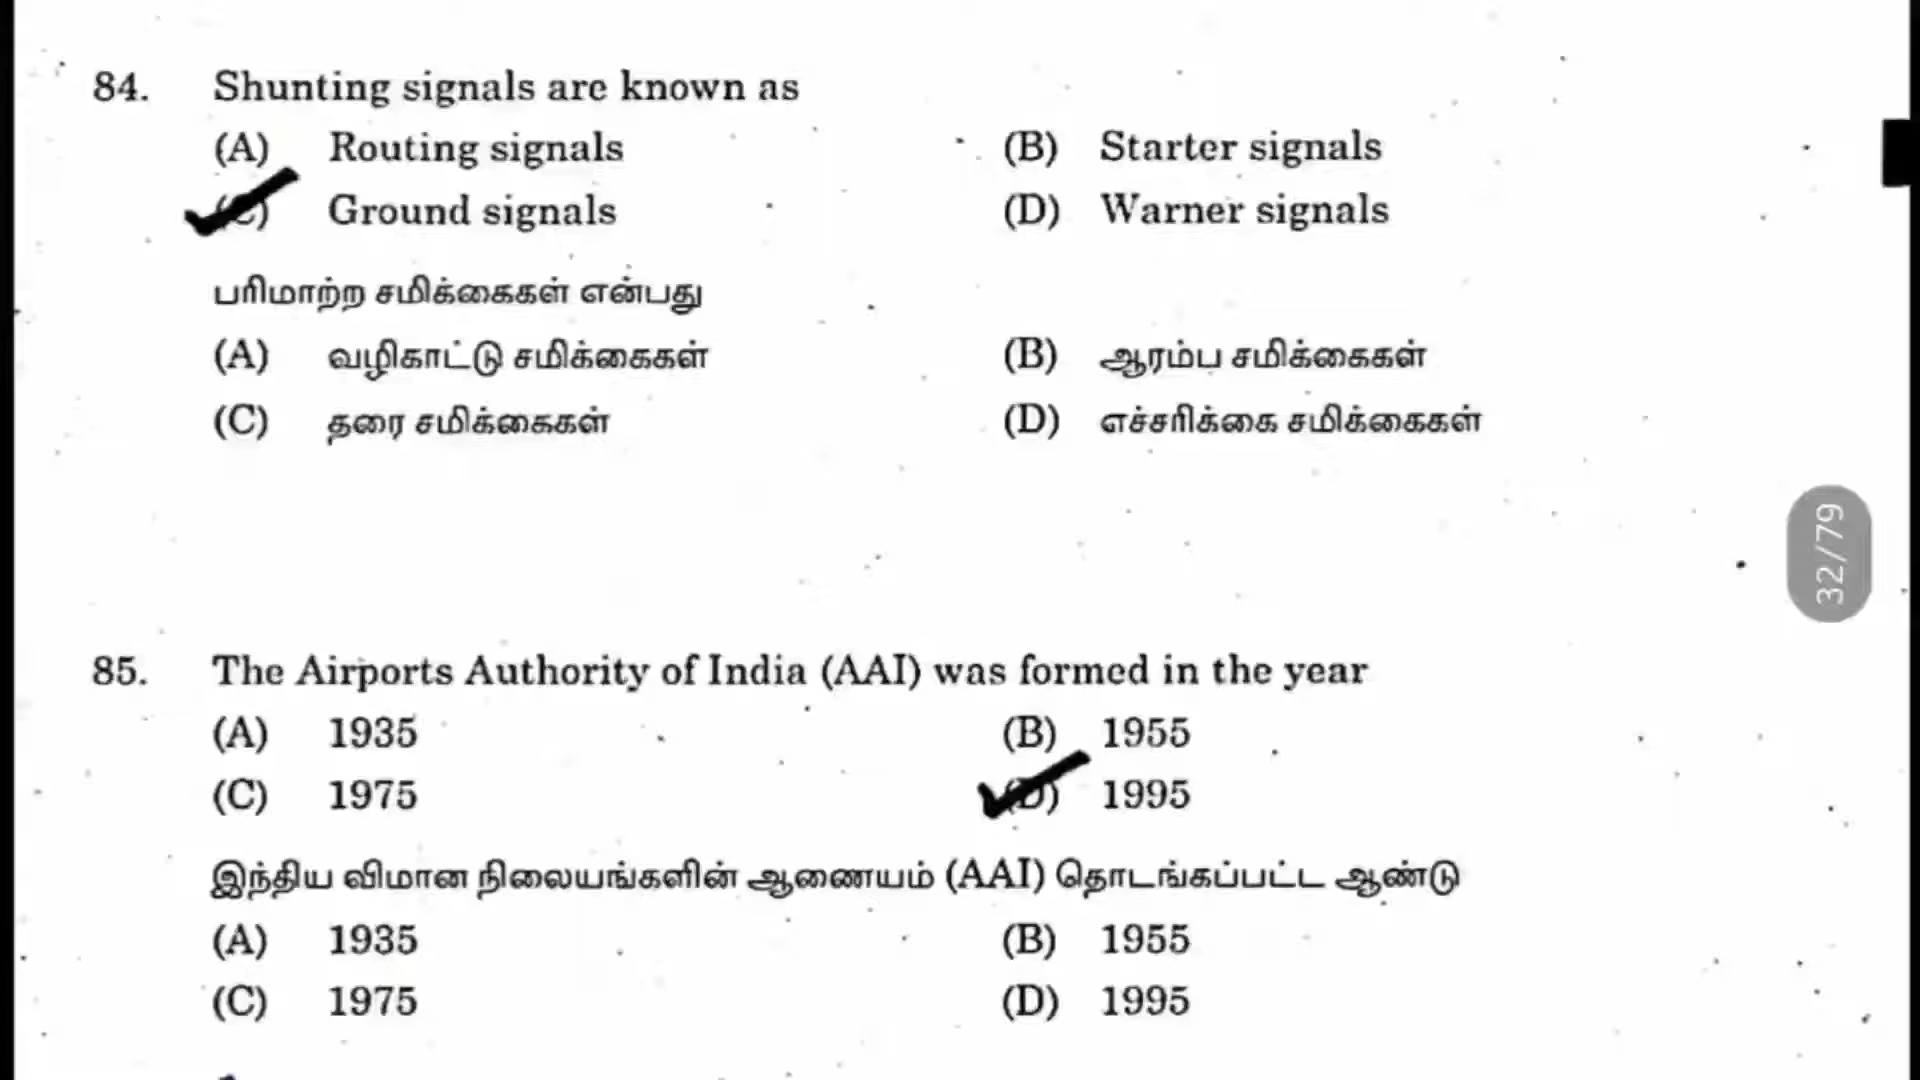 84. Shunting signals are known as
(A) Routing signals (B) Starter signals
(C) Ground signals (D) Warner signals
பரிமாற்ற சமிக்கைகள் என்பது
(A) வழிகாட்டு சமிக்கைகள் (B) ஆரம்ப சமிக்கைகள்
(C) தரை சமிக்கைகள் (D) எச்சரிக்கை சமிக்கைகள்
32/79
85. The Airports Authority of India (AAI) was formed in the year
(A) 1935 (B) 1955
(C) 1975 (D) 1995
இந்திய விமான நிலையங்களின் ஆணையம் (AAI) தொடங்கப்பட்ட ஆண்டு
(A) 1935 (B) 1955
(C) 1975 (D) 1995